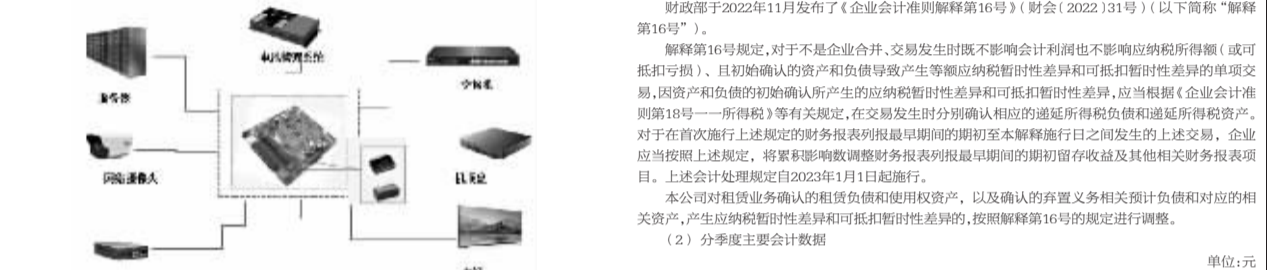 服务器
电池管理系统
交换机
网络摄像头
机顶盒
财政部于2022年11月发布了《企业会计准则解释第16号》(财会〔2022〕31号)(以下简称“解释
第16号”)。
解释第16号规定,对于不是企业合并、交易发生时既不影响会计利润也不影响应纳税所得额(或可
抵扣亏损)、且初始确认的资产和负债导致产生等额应纳税暂时性差异和可抵扣暂时性差异的单项交
易,因资产和负债的初始确认所产生的应纳税暂时性差异和可抵扣暂时性差异,应当根据《企业会计准
则第18号一一所得税》等有关规定,在交易发生时分别确认相应的递延所得税负债和递延所得税资产。
对于在首次施行上述规定的财务报表列报最早期间的期初至本解释施行日之间发生的上述交易,企业
应当按照上述规定,将累积影响数调整财务报表列报最早期间的期初留存收益及其他相关财务报表项
目。上述会计处理规定自2023年1月1日起施行。
本公司对租赁业务确认的租赁负债和使用权资产,以及确认的弃置义务相关预计负债和对应的相
关资产,产生应纳税暂时性差异和可抵扣暂时性差异的,按照解释第16号的规定进行调整。
(2) 分季度主要会计数据
单位:元